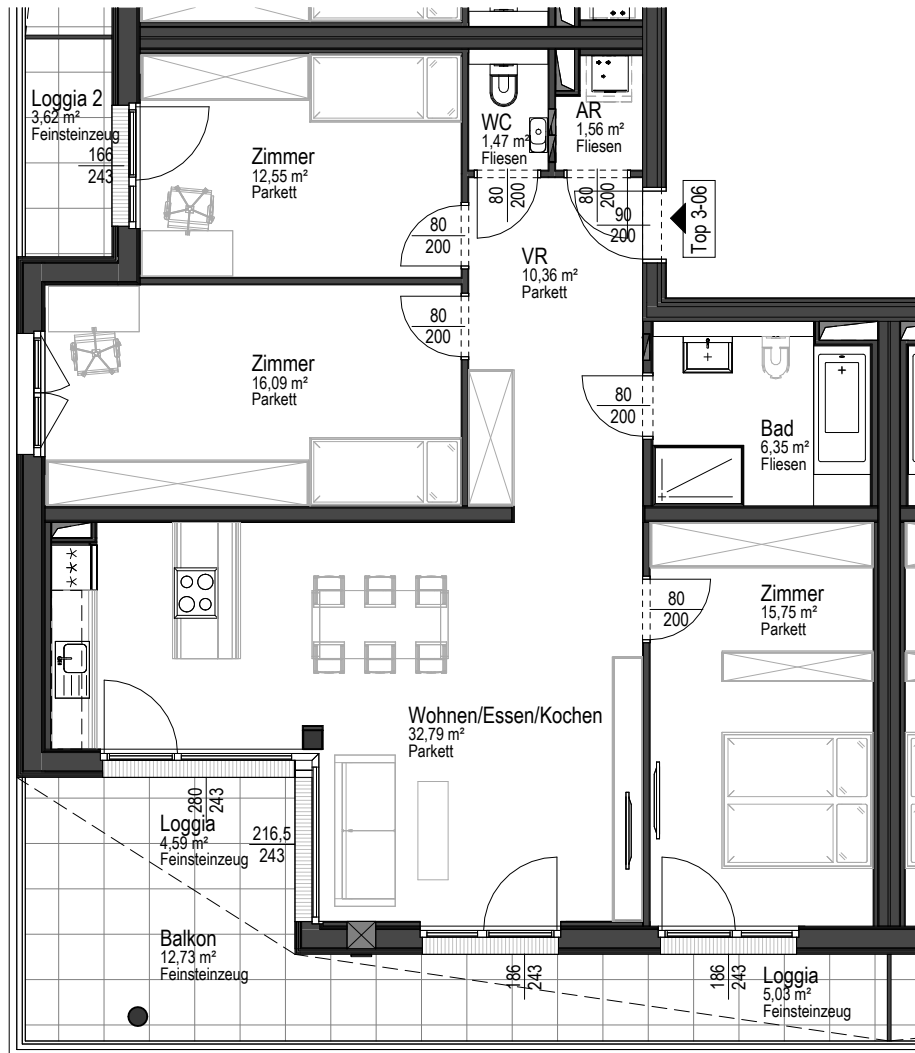 Loggia 2
3,62 m²
Feinsteinzeug
166
243
Zimmer
12,55 m²
Parkett
80
200
WC
1,47 m²
Fliesen
AR
1,56 m²
Fliesen
80
200
80
200
90
200
Top 3-06
VR
10,36 m²
Parkett
80
200
Zimmer
16,09 m²
Parkett
80
200
Bad
6,35 m²
Fliesen
80
200
Zimmer
15,75 m²
Parkett
Wohnen/Essen/Kochen
32,79 m²
Parkett
280
243
Loggia
4,59 m²
Feinsteinzeug
216,5
243
Balkon
12,73 m²
Feinsteinzeug
186
243
186
243
Loggia
5,03 m²
Feinsteinzeug